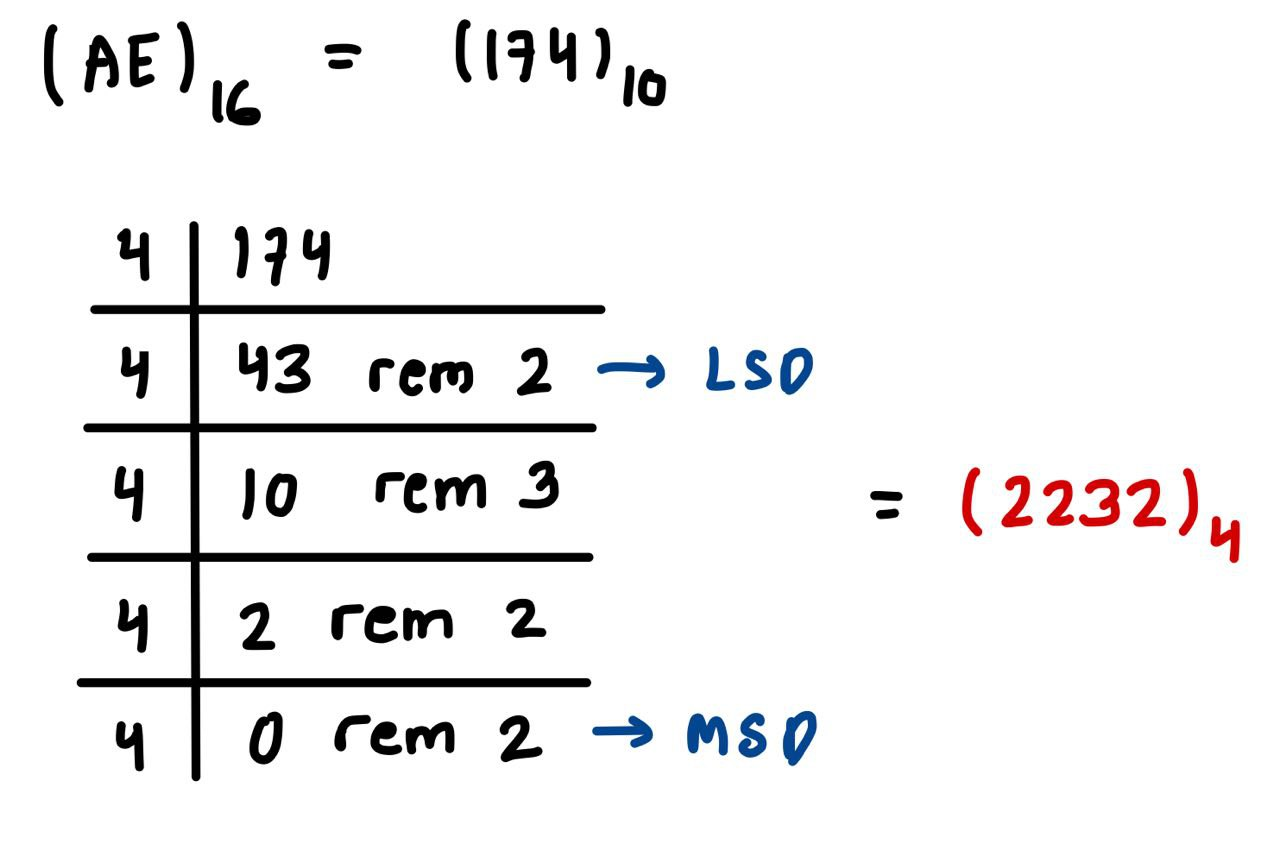 (AE)₁₆ = (174)₁₀
4 | 174
4 | 43 rem 2 → LSD
4 | 10 rem 3
= (2232)₄
4 | 2 rem 2
4 | 0 rem 2 → MSD